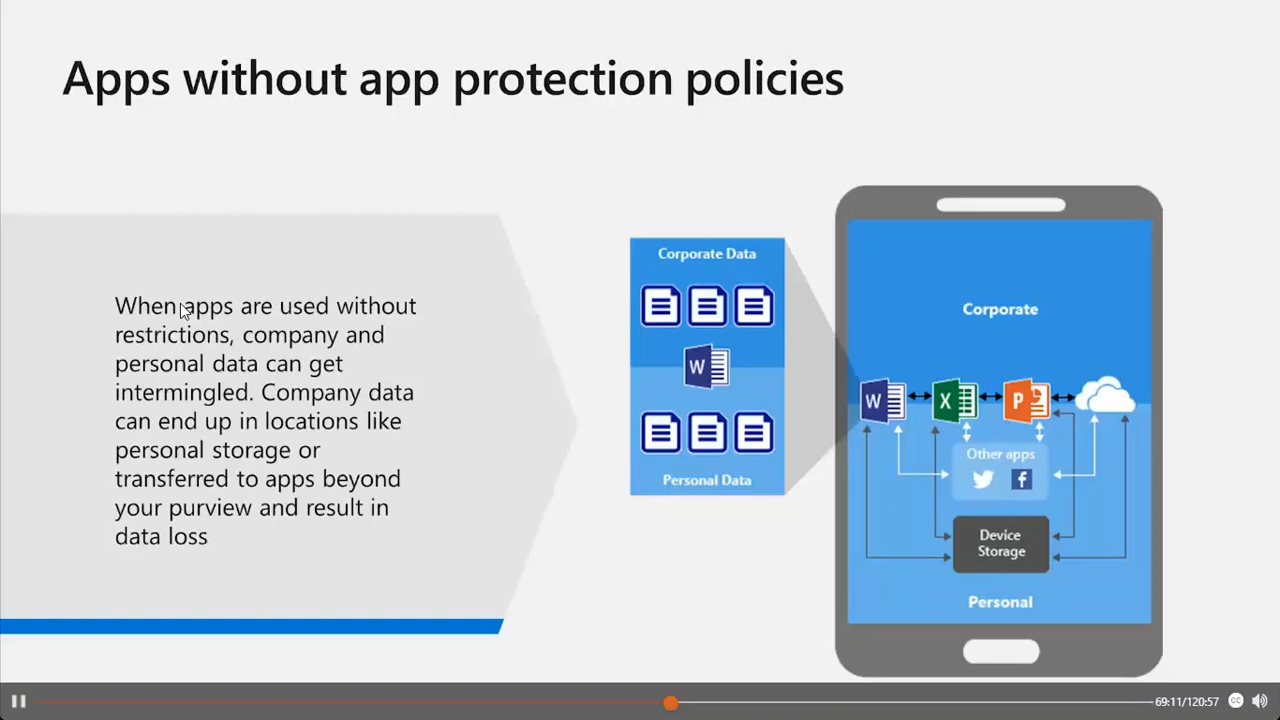 Apps without app protection policies
When apps are used without
restrictions, company and
personal data can get
intermingled. Company data
can end up in locations like
personal storage or
transferred to apps beyond
your purview and result in
data loss
Corporate Data
W
Personal Data
Corporate
W
X
P
Other apps
Device
Storage
Personal
69:11/120:57
CC